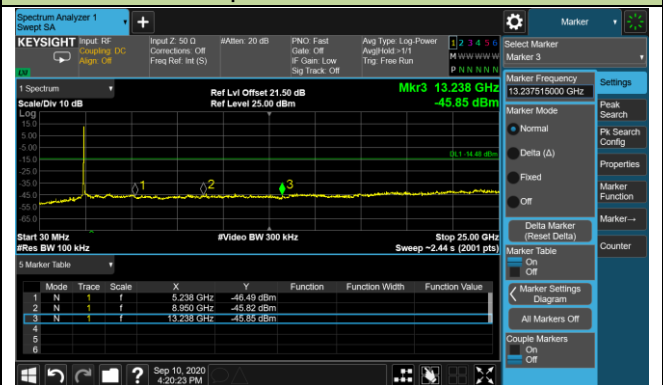 Spectrum Analyzer 1
Swept SA
Marker
KEYSIGHT
Input: RF
Coupling: DC
Align: Off
Input Z: 50 Ω
Corrections: Off
Freq Ref: Int (S)
#Atten: 20 dB
PNO: Fast
Gate: Off
IF Gain: Low
Sig Track: Off
Avg Type: Log-Power
Avg|Hold:>1/1
Trig: Free Run
1 2 3 4 5 6
M W W W W W
P N N N N N
Select Marker
Marker 3
1 Spectrum
Scale/Div 10 dB
Log
Ref Lvl Offset 21.50 dB
Ref Level 25.00 dBm
Mkr3 13.238 GHz
-45.85 dBm
15.0
5.00
-5.00
-15.0
-25.0
-35.0
-45.0
-55.0
-65.0
DL1 -14.48 dBm
1
2
3
Start 30 MHz
#Res BW 100 kHz
#Video BW 300 kHz
Stop 25.00 GHz
Sweep ~2.44 s (2001 pts)
5 Marker Table
Mode Trace Scale X Y Function Function Width Function Value
1 N 1 f 5.238 GHz -46.49 dBm
2 N 1 f 8.950 GHz -45.82 dBm
3 N 1 f 13.238 GHz -45.85 dBm
4
5
6
Marker Frequency
13.237515000 GHz
Marker Mode
Normal
Delta (Δ)
Fixed
Off
Delta Marker
(Reset Delta)
Marker Table
On
Off
Marker Settings
Diagram
All Markers Off
Couple Markers
On
Off
Settings
Peak
Search
Pk Search
Config
Properties
Marker
Function
Marker→
Counter
?
Sep 10, 2020
4:20:23 PM